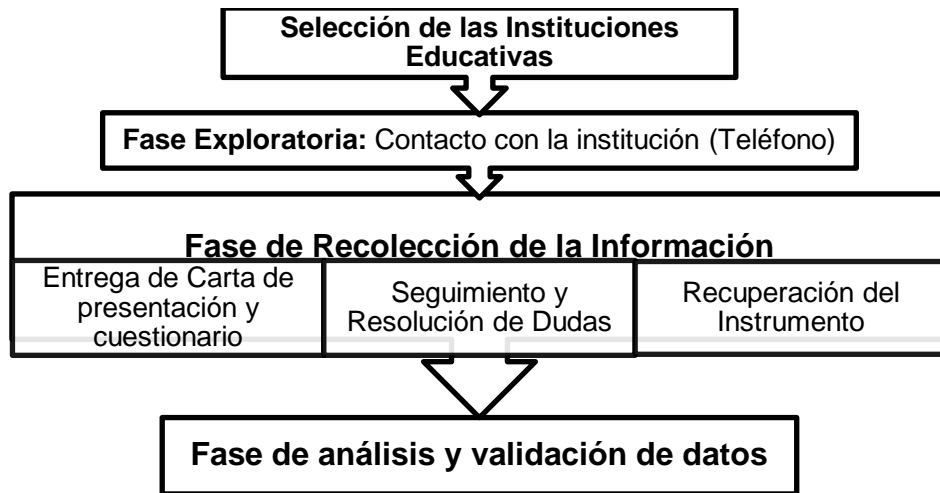 Selección de las Instituciones
Educativas
Fase Exploratoria: Contacto con la institución (Teléfono)
Fase de Recolección de la Información
Entrega de Carta de
presentación y
cuestionario
Seguimiento y
Resolución de Dudas
Recuperación del
Instrumento
Fase de análisis y validación de datos